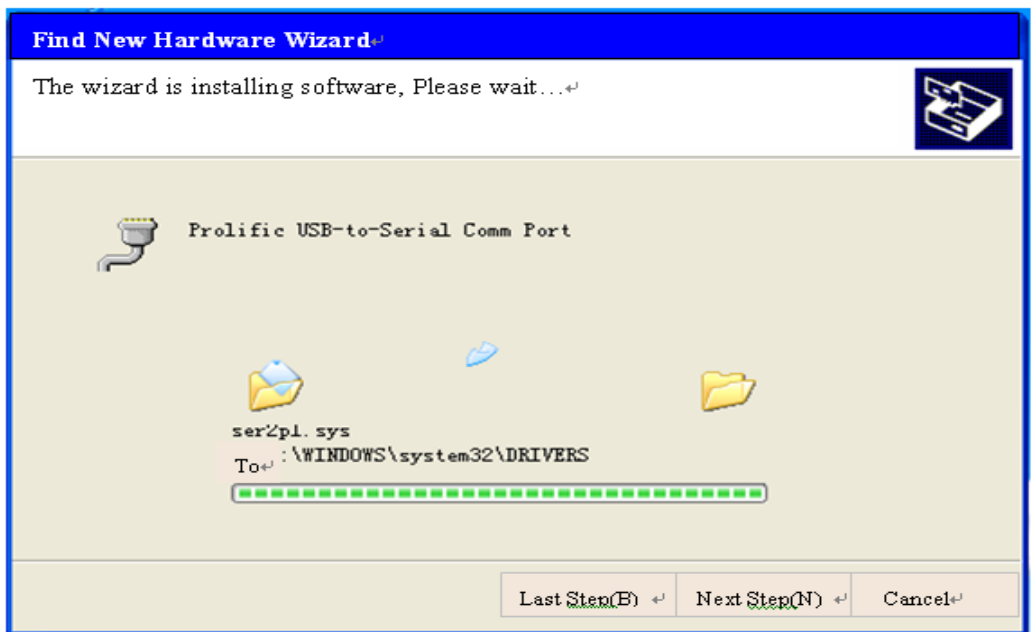 Find New Hardware Wizard
The wizard is installing software, Please wait...
Prolific USB-to-Serial Comm Port
ser2pl.sys
To :\WINDOWS\system32\DRIVERS
Last Step(B)
Next Step(N)
Cancel